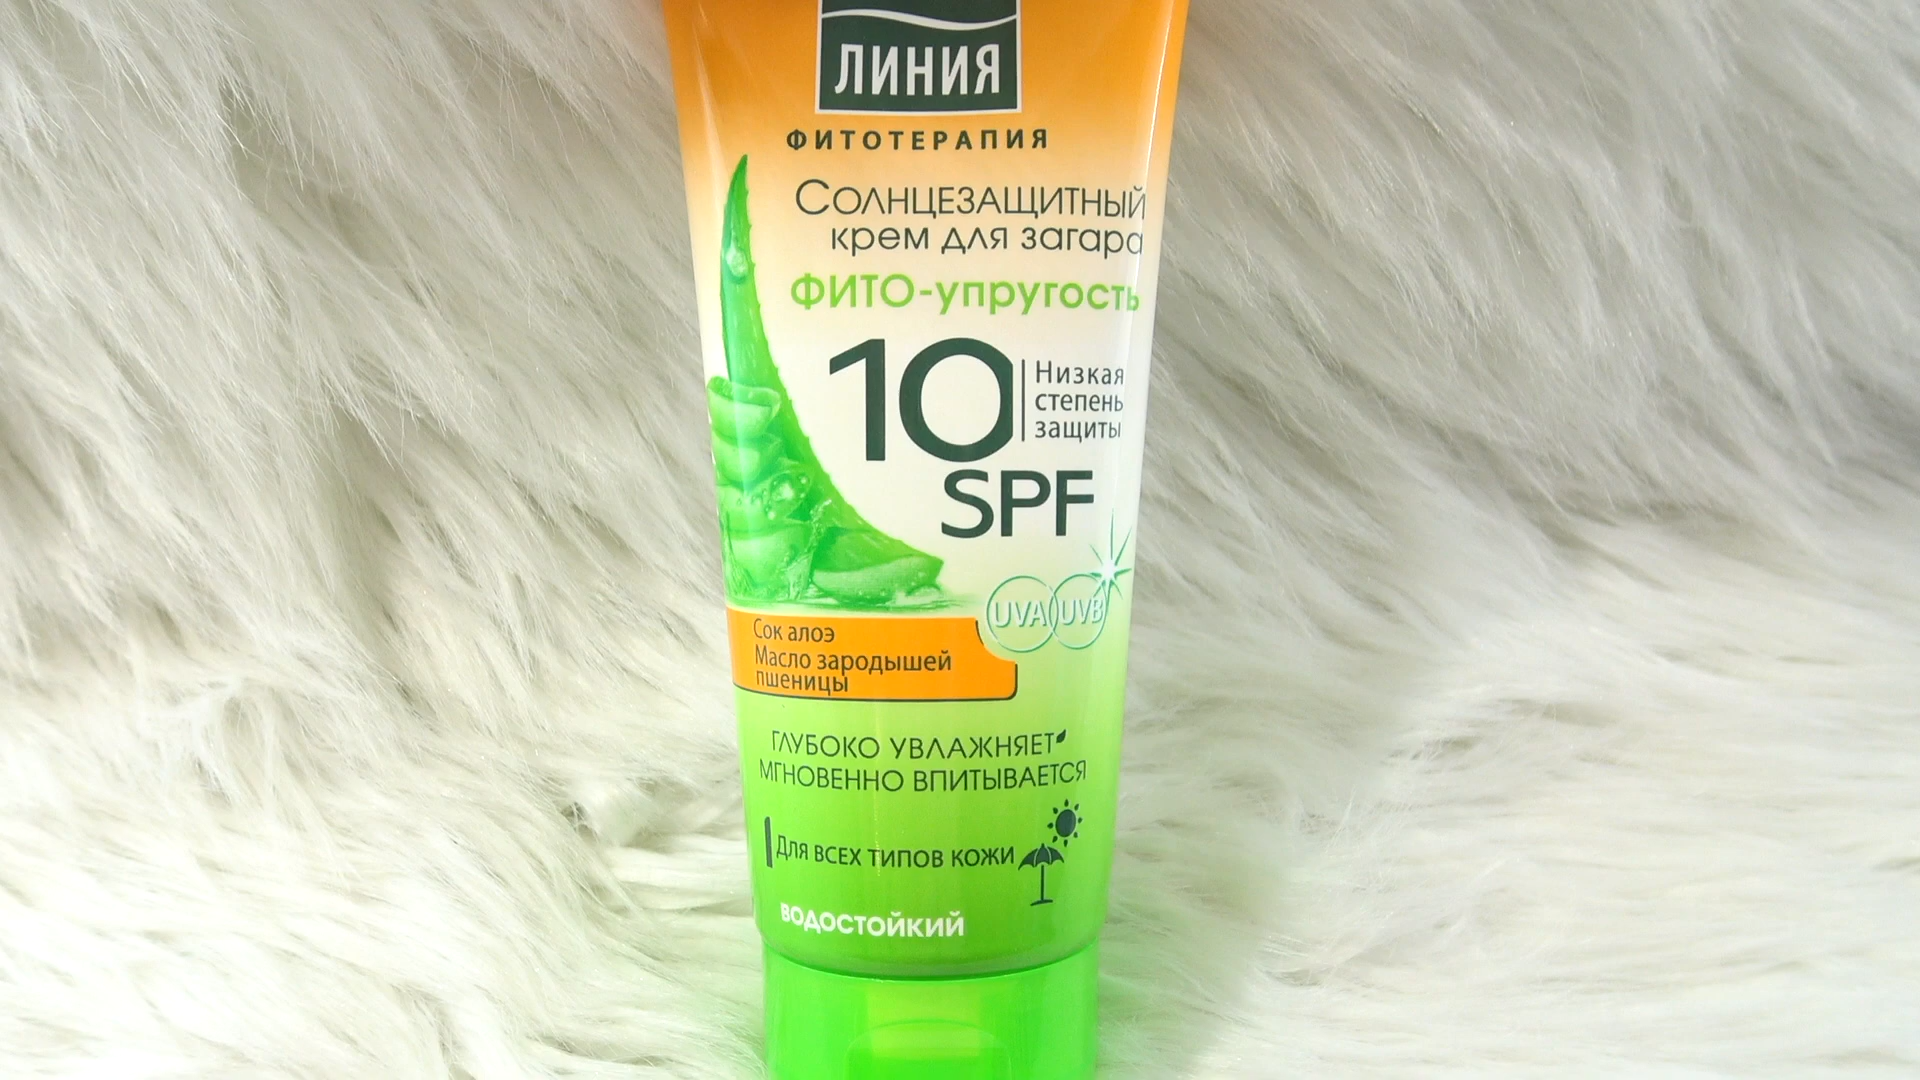 ЛИНИЯ
ФИТОТЕРАПИЯ
СОЛНЦЕЗАЩИТНЫЙ
крем для загара
ФИТО-упругость
10
Низкая
степень
защиты
SPF
UVA UVB
Сок алоэ
Масло зародышей
пшеницы
ГЛУБОКО УВЛАЖНЯЕТ
МГНОВЕННО ВПИТЫВАЕТСЯ
Для всех типов кожи
водостойкий